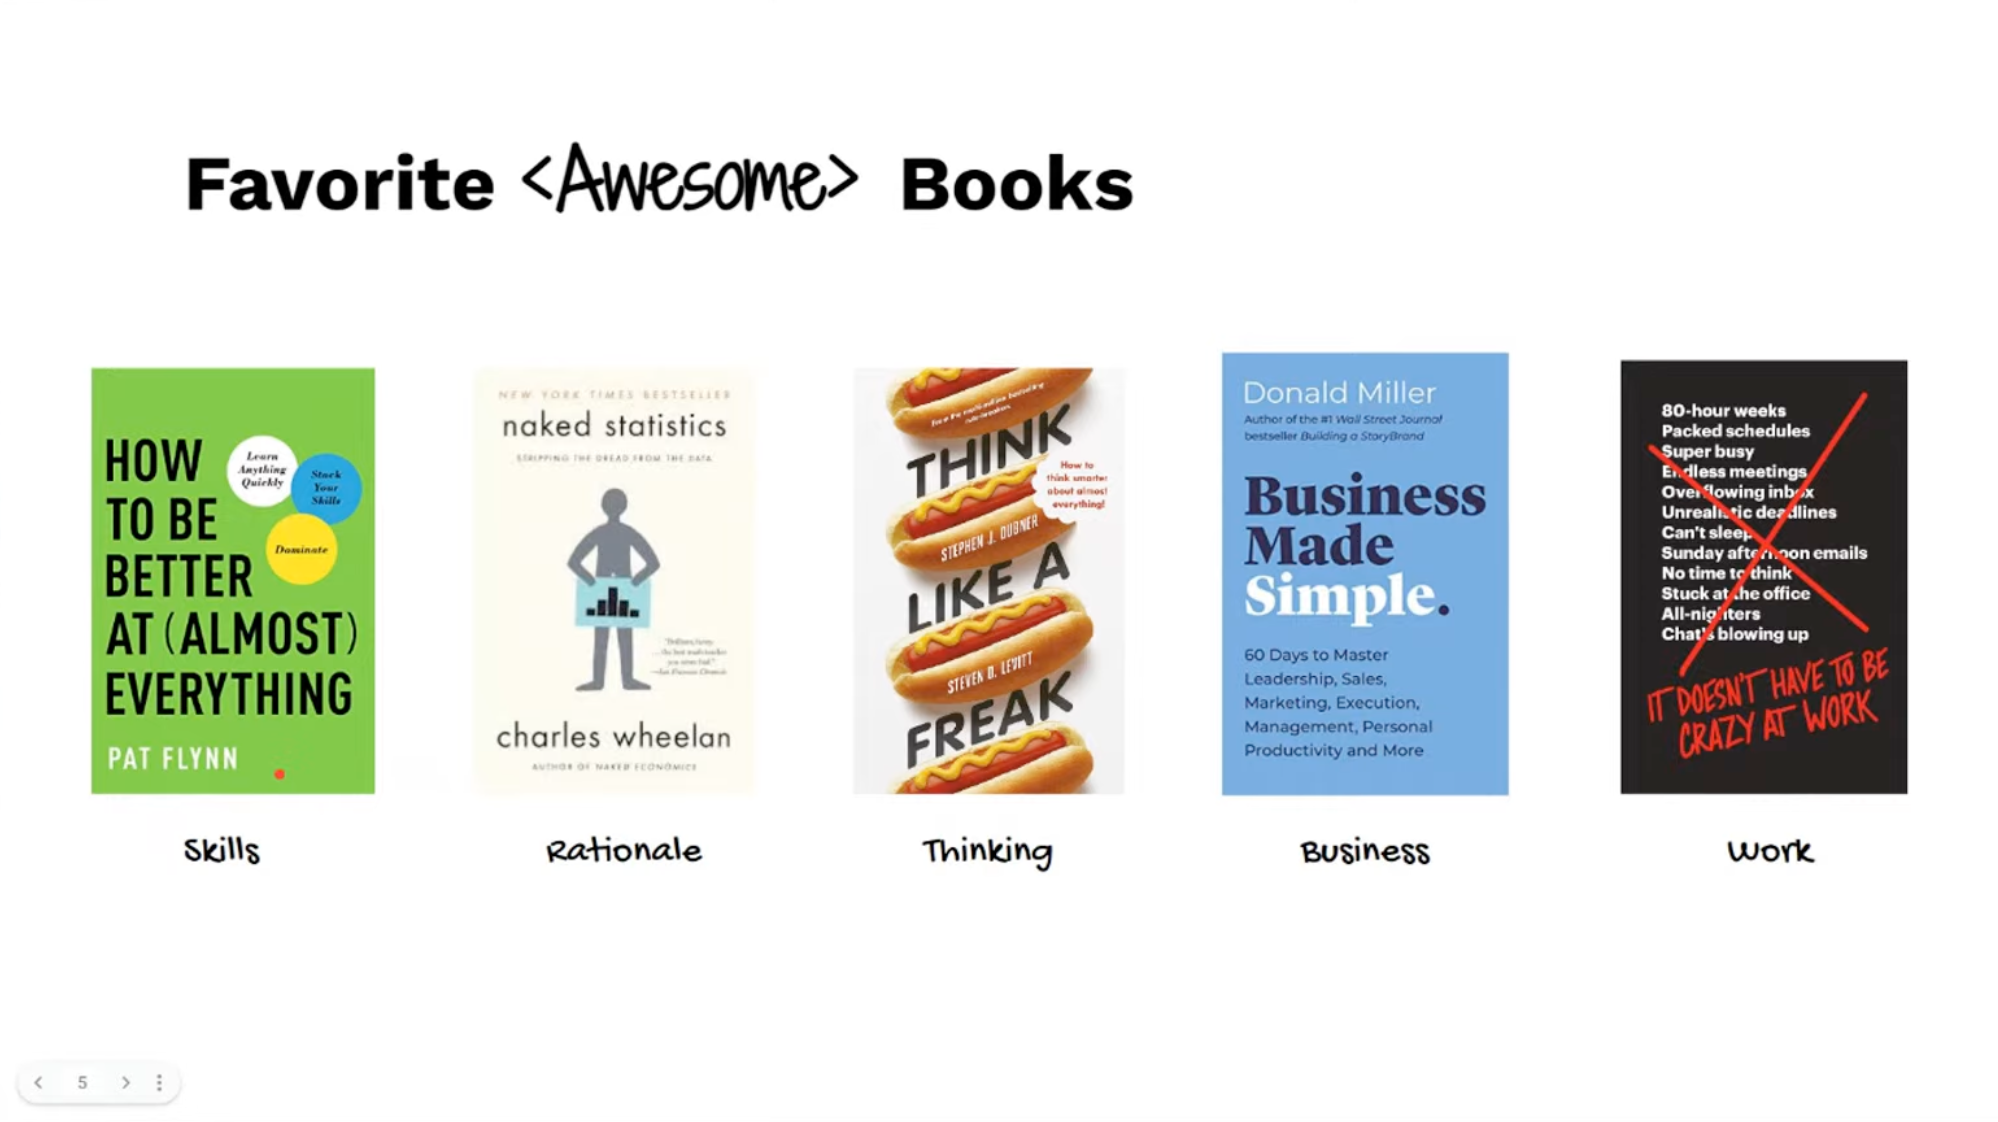 Favorite <Awesome> Books
HOW
TO BE
BETTER
AT (ALMOST)
EVERYTHING
Learn
Anything
Quickly
Stack
Your
Skills
Dominate
PAT FLYNN
Skills
NEW YORK TIMES BESTSELLER
naked statistics
STRIPPING THE DREAD FROM THE DATA
charles wheelan
AUTHOR OF NAKED ECONOMICS
Rationale
THINK
How to
think smarter
about almost
everything!
STEPHEN J. DUBNER
LIKE A
STEVEN D. LEVITT
FREAK
Thinking
Donald Miller
Author of the #1 Wall Street Journal
bestseller Building a StoryBrand
Business
Made
Simple.
60 Days to Master
Leadership, Sales,
Marketing, Execution,
Management, Personal
Productivity and More
Business
80-hour weeks
Packed schedules
Super busy
Endless meetings
Overflowing inbox
Unrealistic deadlines
Can't sleep
Sunday afternoon emails
No time to think
Stuck at the office
All-nighters
Chat's blowing up
IT DOESN'T HAVE TO BE
CRAZY AT WORK
Work
5